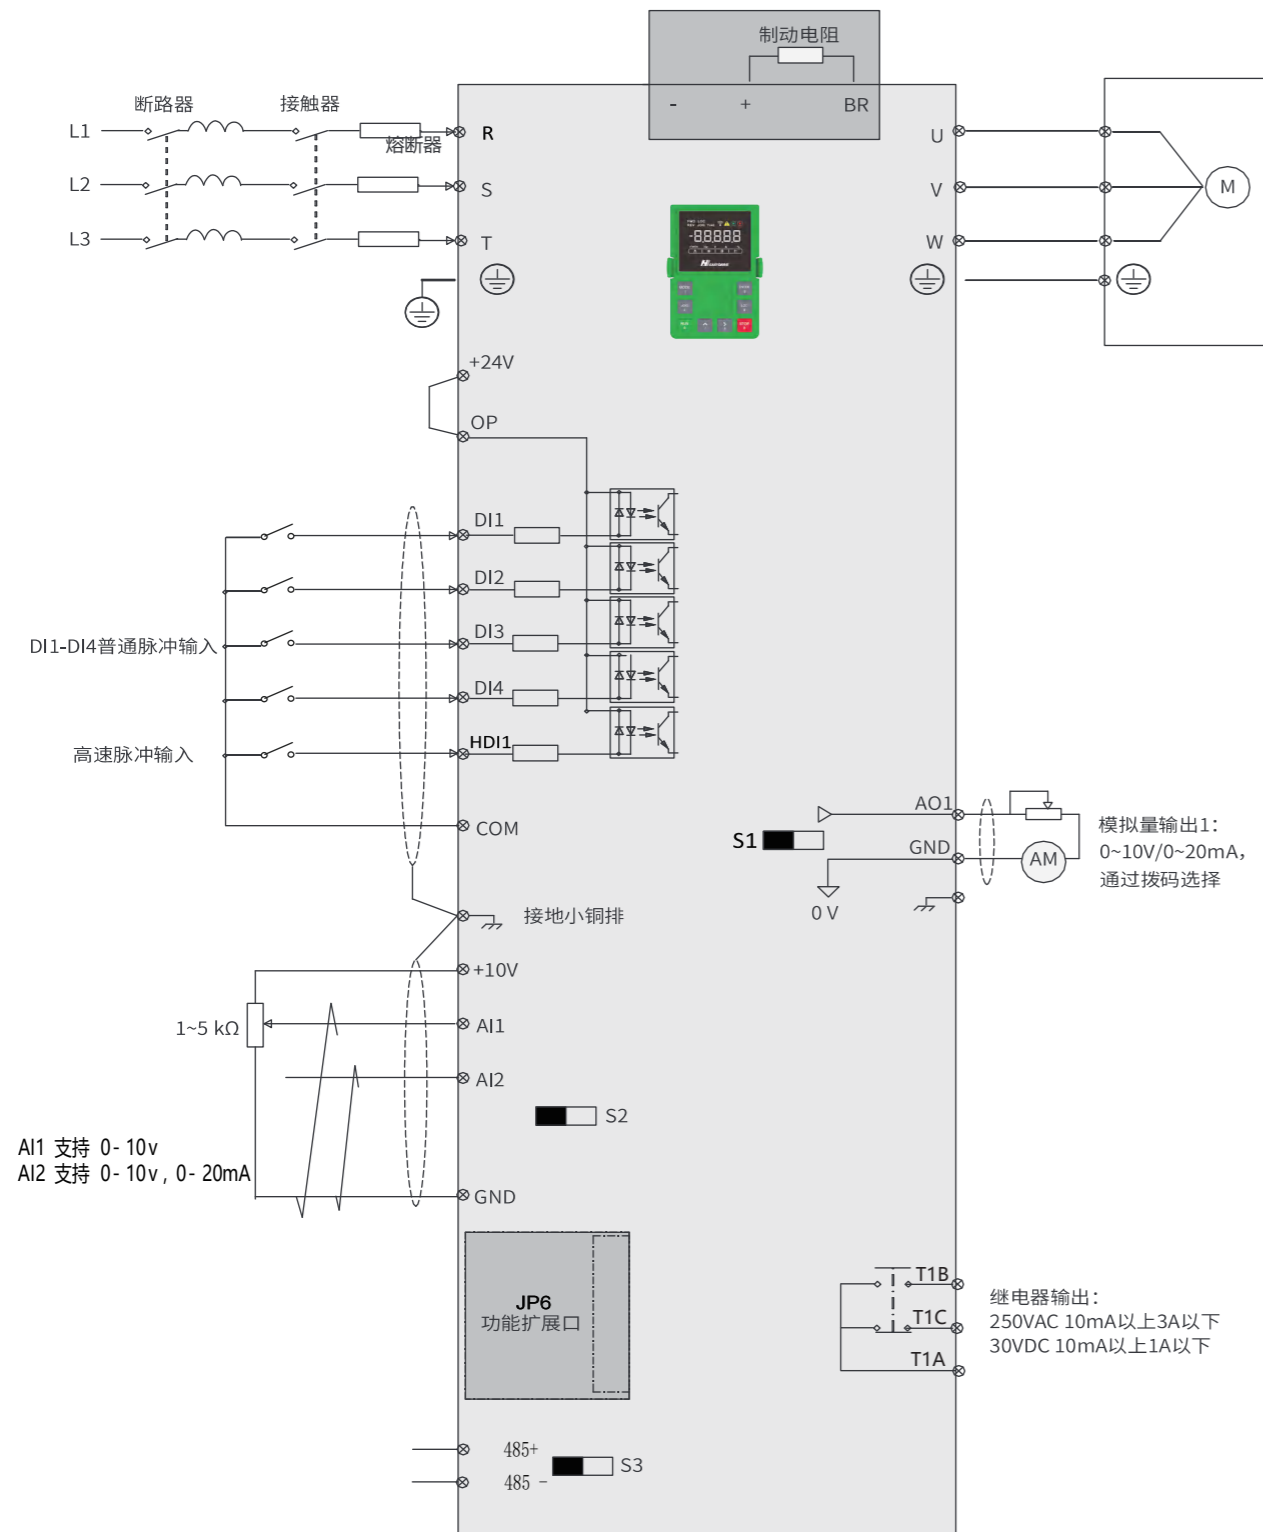 制动电阻
- + BR
断路器 接触器
L1 R
熔断器
L2 S
L3 T
U
V
W
M
-8.8.8.8.8
+24V
OP
DI1
DI2
DI1-DI4普通脉冲输入 DI3
DI4
高速脉冲输入 HDI1
COM
AO1
S1
GND
0 V
AM
模拟量输出1:
0~10V/0~20mA,
通过拨码选择
接地小铜排
+10V
1~5 kΩ AI1
AI2
S2
AI1 支持 0-10v
AI2 支持 0-10v, 0-20mA
GND
JP6
功能扩展口
T1B
T1C
T1A
继电器输出:
250VAC 10mA以上3A以下
30VDC 10mA以上1A以下
485+
S3
485 -